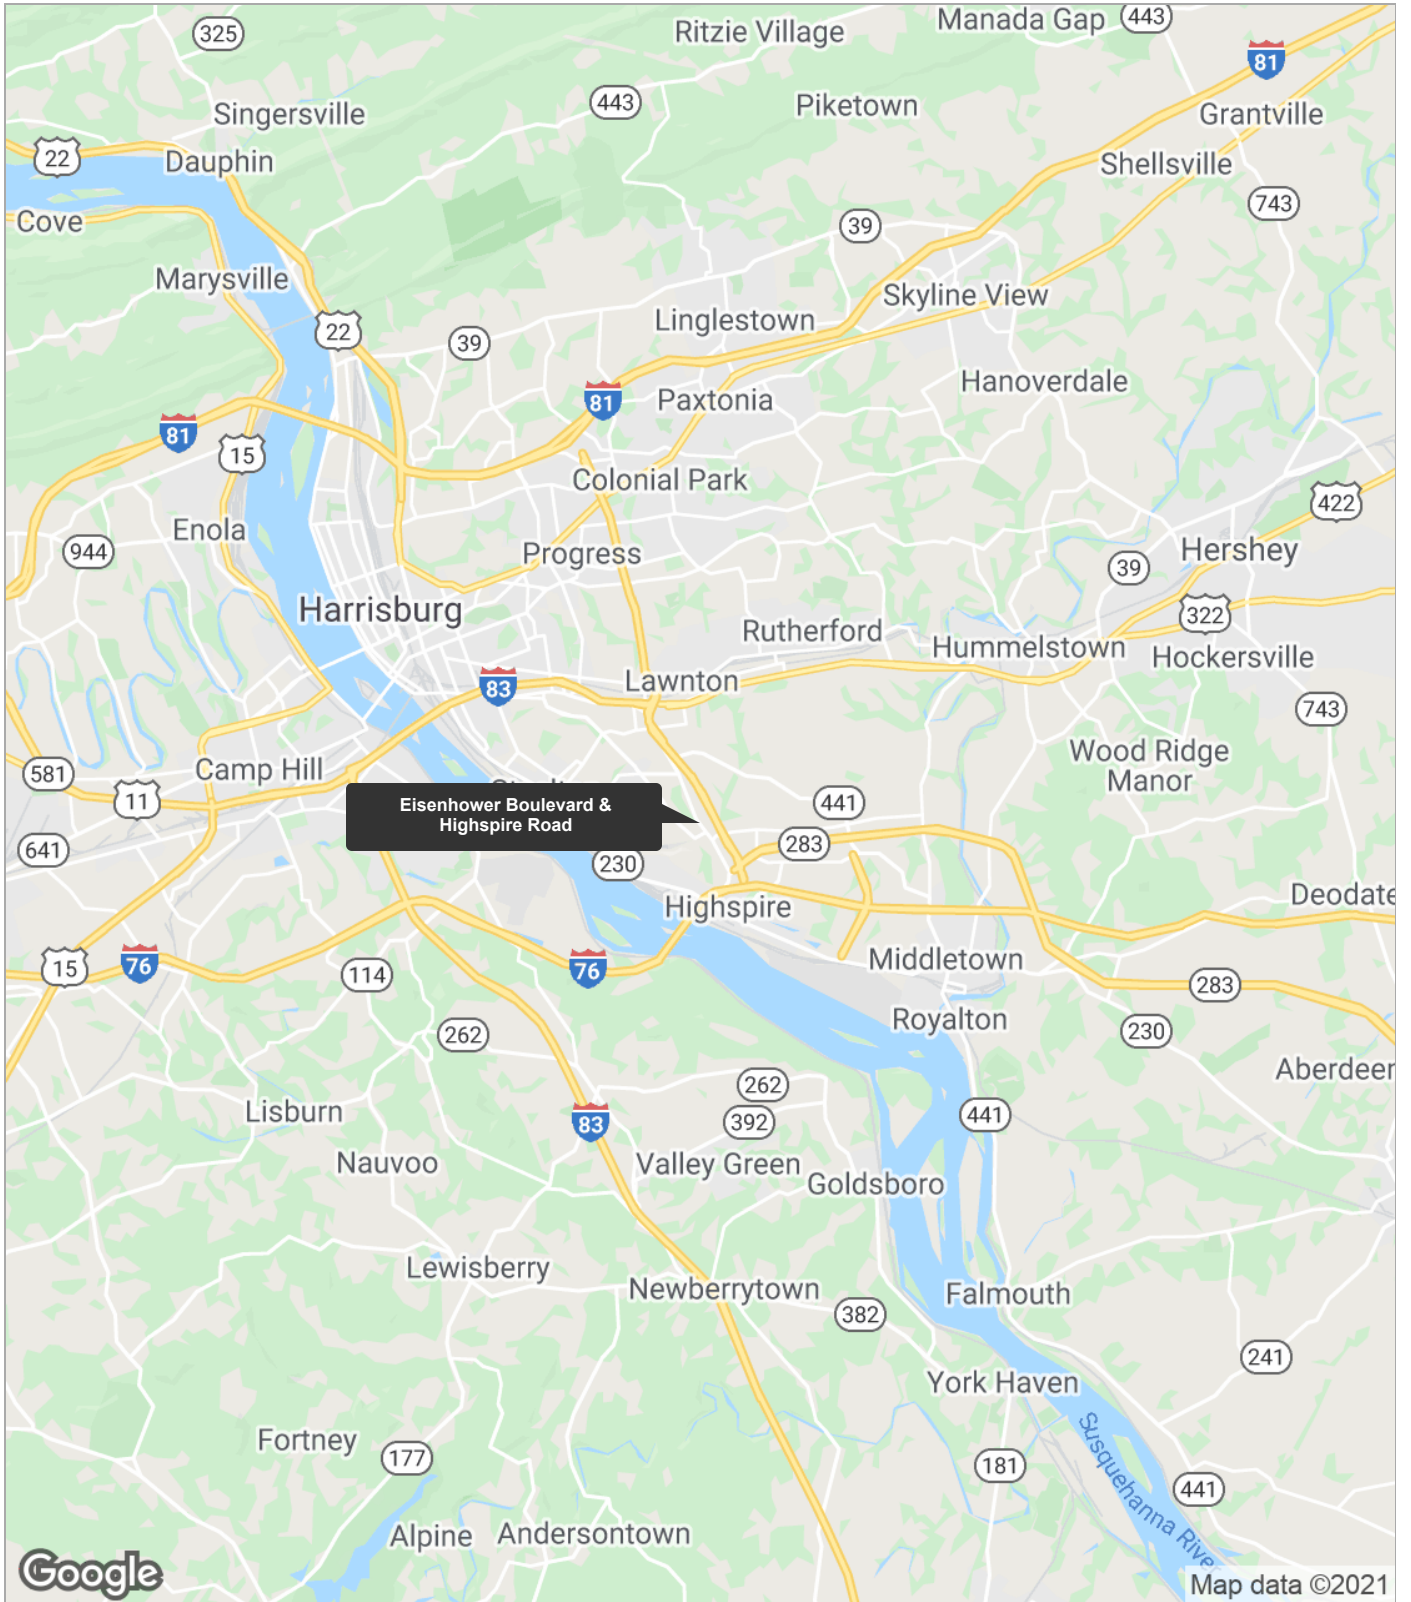 325
Ritzie Village
Manada Gap
443
81
443
Piketown
Grantville
Singersville
22
Dauphin
Shellsville
743
Cove
39
Marysville
Skyline View
22
Linglestown
39
Hanoverdale
81
Paxtonia
81
15
Colonial Park
422
Enola
944
Progress
Hershey
39
Harrisburg
322
Rutherford
Hummelstown
Hockersville
83
Lawnton
743
Wood Ridge
Manor
581
Camp Hill
11
441
Eisenhower Boulevard &
Highspire Road
641
283
230
Deodate
Highspire
15
76
114
76
Middletown
283
Royalton
262
230
Aberdeen
262
Lisburn
83
392
441
Nauvoo
Valley Green
Goldsboro
Lewisberry
Newberrytown
Falmouth
382
241
York Haven
Fortney
177
181
441
Susquehanna River
Alpine
Andersontown
Google
Map data ©2021